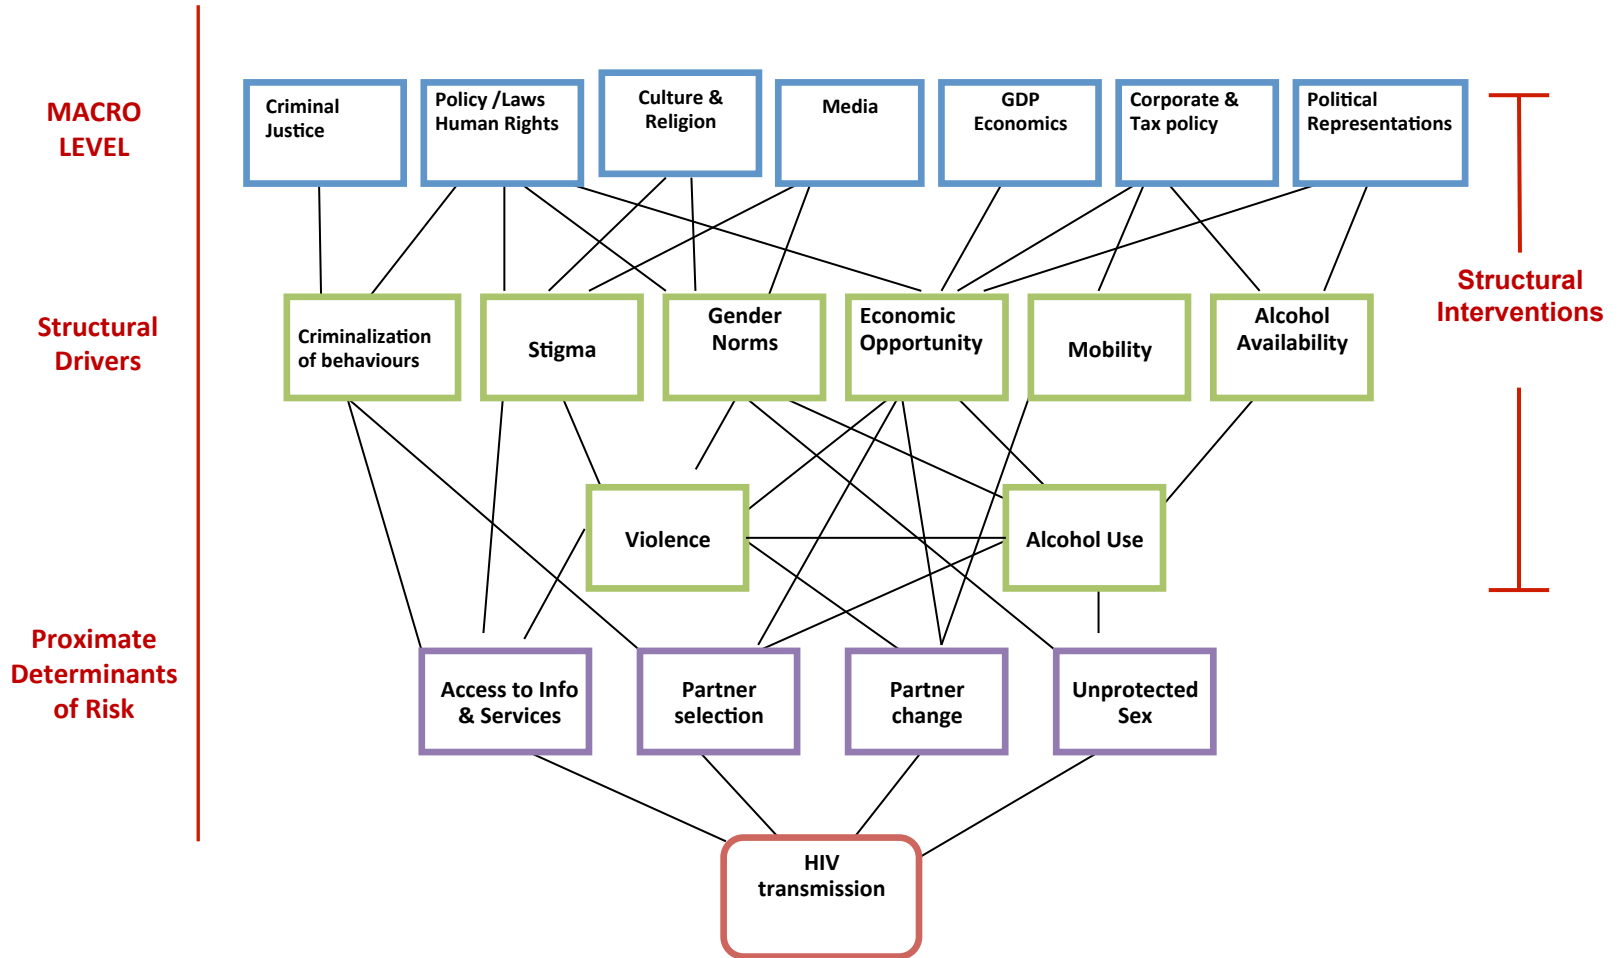 MACRO
LEVEL
Criminal
Justice
Policy /Laws
Human Rights
Culture &
Religion
Media
GDP
Economics
Corporate &
Tax policy
Political
Representations
Structural
Interventions
Structural
Drivers
Criminalization
of behaviours
Stigma
Gender
Norms
Economic
Opportunity
Mobility
Alcohol
Availability
Violence
Alcohol Use
Proximate
Determinants
of Risk
Access to Info
& Services
Partner
selection
Partner
change
Unprotected
Sex
HIV
transmission